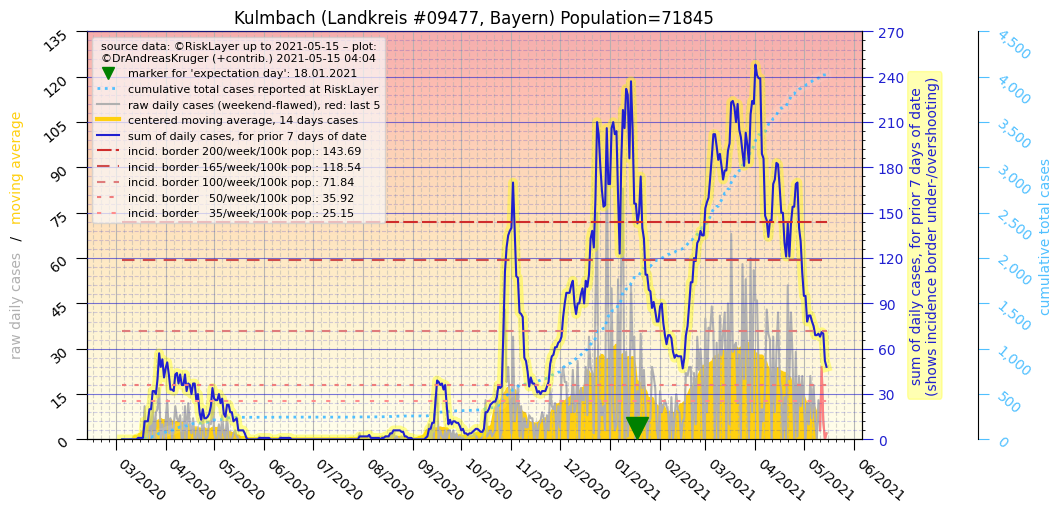 Kulmbach (Landkreis #09477, Bayern) Population=71845
source data: ©RiskLayer up to 2021-05-15 – plot:
©DrAndreasKruger (+contrib.) 2021-05-15 04:04
marker for 'expectation day': 18.01.2021
cumulative total cases reported at RiskLayer
raw daily cases (weekend-flawed), red: last 5
centered moving average, 14 days cases
sum of daily cases, for prior 7 days of date
incid. border 200/week/100k pop.: 143.69
incid. border 165/week/100k pop.: 118.54
incid. border 100/week/100k pop.: 71.84
incid. border   50/week/100k pop.: 35.92
incid. border   35/week/100k pop.: 25.15
raw daily cases / moving average
135
120
105
90
75
60
45
30
15
0
03/2020
04/2020
05/2020
06/2020
07/2020
08/2020
09/2020
10/2020
11/2020
12/2020
01/2021
02/2021
03/2021
04/2021
05/2021
06/2021
270
240
210
180
150
120
90
60
30
0
sum of daily cases, for prior 7 days of date
(shows incidence border under-/overshooting)
4,500
4,000
3,500
3,000
2,500
2,000
1,500
1,000
500
0
cumulative total cases